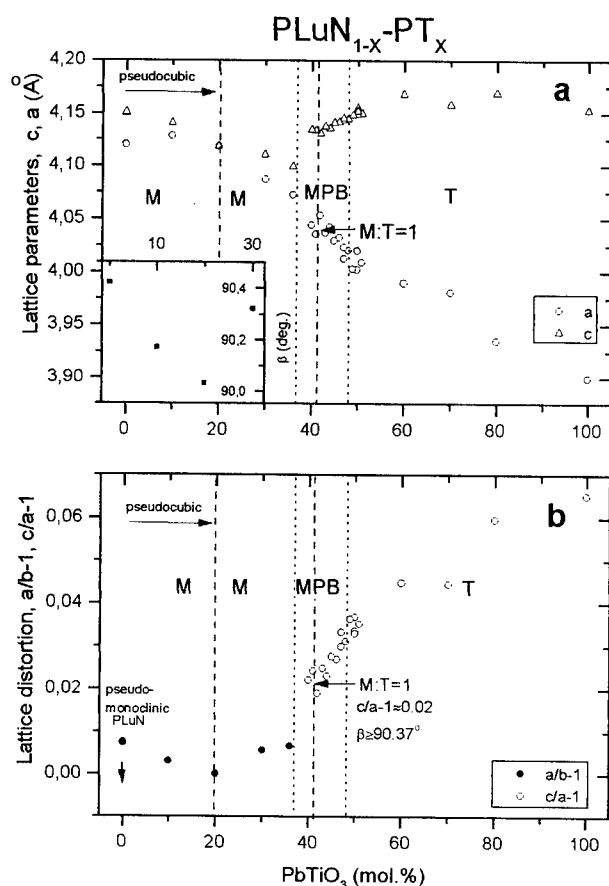 PLuN1-X-PTX
4,20
4,15
4,10
4,05
4,00
3,95
3,90
Lattice parameters, c, a (Å)
pseudocubic
a
M
M
MPB
T
M:T=1
10
30
90,4
90,2
90,0
β (deg.)
a
c
0
20
40
60
80
100
0,06
0,04
0,02
0,00
Lattice distortion, a/b-1, c/a-1
pseudocubic
b
M
M
MPB
T
pseudo-
monoclinic
PLuN
M:T=1
c/a-1≈0.02
β≥90.37°
a/b-1
c/a-1
0
20
40
60
80
100
PbTiO3 (mol.%)